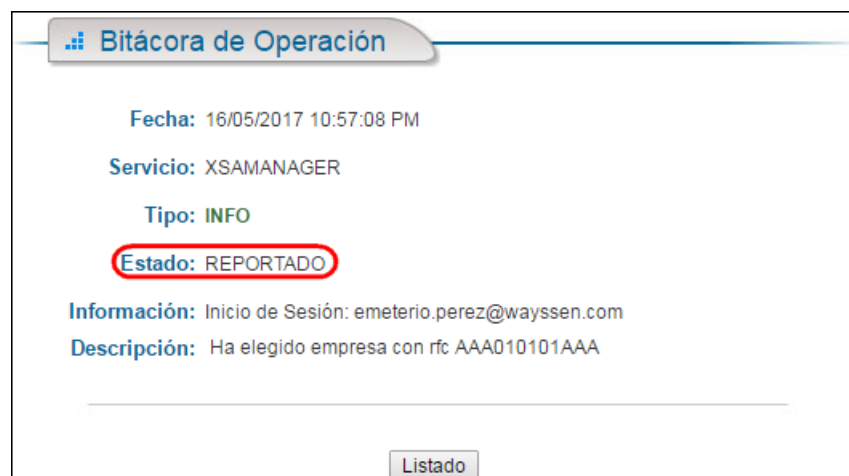 Bitácora de Operación
Fecha: 16/05/2017 10:57:08 PM
Servicio: XSAMANAGER
Tipo: INFO
Estado: REPORTADO
Información: Inicio de Sesión: emeterio.perez@wayssen.com
Descripción: Ha elegido empresa con rfc AAA010101AAA
Listado